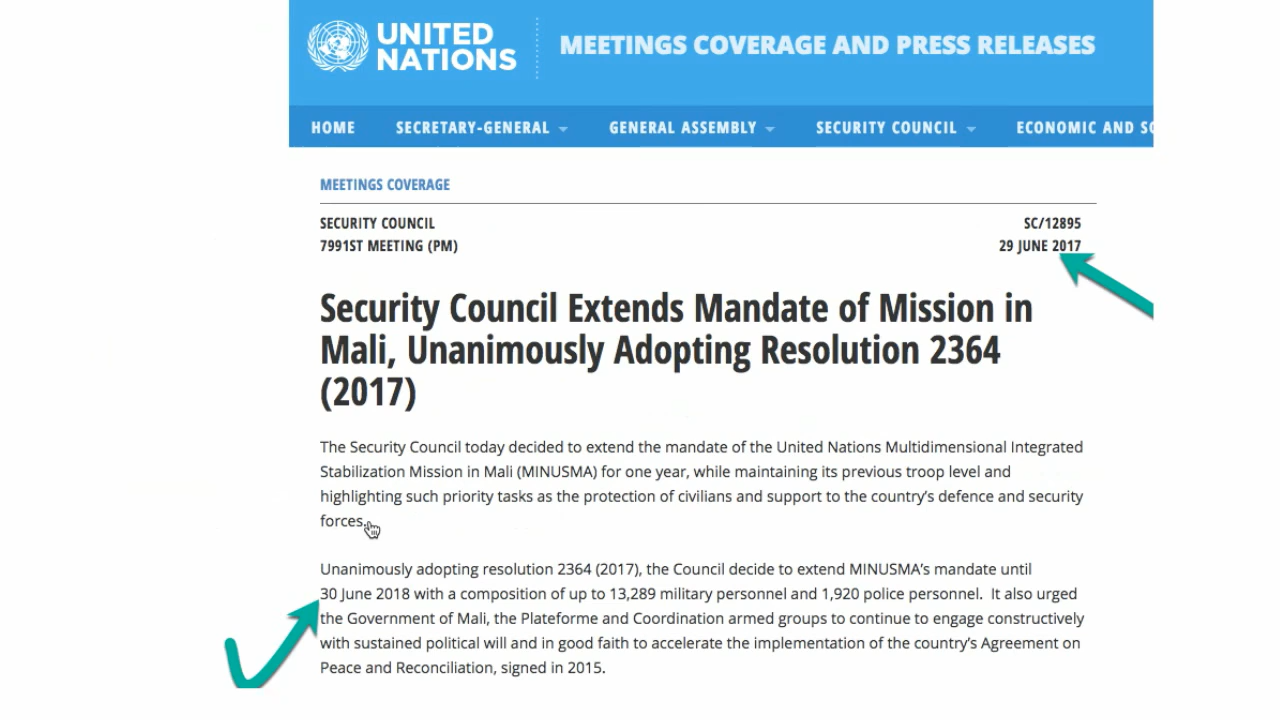 UNITED
NATIONS
MEETINGS COVERAGE AND PRESS RELEASES
HOME SECRETARY-GENERAL GENERAL ASSEMBLY SECURITY COUNCIL ECONOMIC AND SO
MEETINGS COVERAGE
SECURITY COUNCIL SC/12895
7991ST MEETING (PM) 29 JUNE 2017
Security Council Extends Mandate of Mission in
Mali, Unanimously Adopting Resolution 2364
(2017)
The Security Council today decided to extend the mandate of the United Nations Multidimensional Integrated
Stabilization Mission in Mali (MINUSMA) for one year, while maintaining its previous troop level and
highlighting such priority tasks as the protection of civilians and support to the country’s defence and security
forces.
Unanimously adopting resolution 2364 (2017), the Council decide to extend MINUSMA’s mandate until
30 June 2018 with a composition of up to 13,289 military personnel and 1,920 police personnel.  It also urged
the Government of Mali, the Plateforme and Coordination armed groups to continue to engage constructively
with sustained political will and in good faith to accelerate the implementation of the country’s Agreement on
Peace and Reconciliation, signed in 2015.